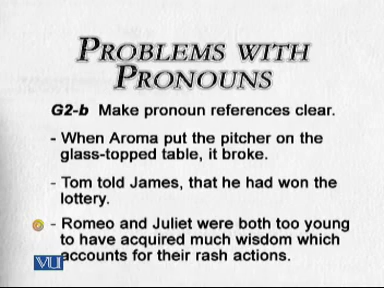 PROBLEMS WITH
PRONOUNS
G2-b Make pronoun references clear.
- When Aroma put the pitcher on the
glass-topped table, it broke.
- Tom told James, that he had won the
lottery.
- Romeo and Juliet were both too young
to have acquired much wisdom which
accounts for their rash actions.
VU